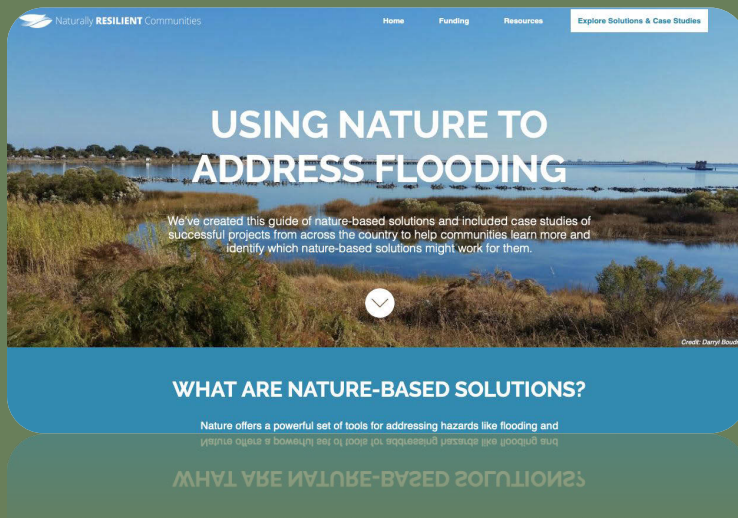 Naturally RESILIENT Communities
Home Funding Resources Explore Solutions & Case Studies
USING NATURE TO
ADDRESS FLOODING
We've created this guide of nature-based solutions and included case studies of
successful projects from across the country to help communities learn more and
identify which nature-based solutions might work for them.
Credit: Darryl
WHAT ARE NATURE-BASED SOLUTIONS?
Nature offers a powerful set of tools for addressing hazards like flooding and